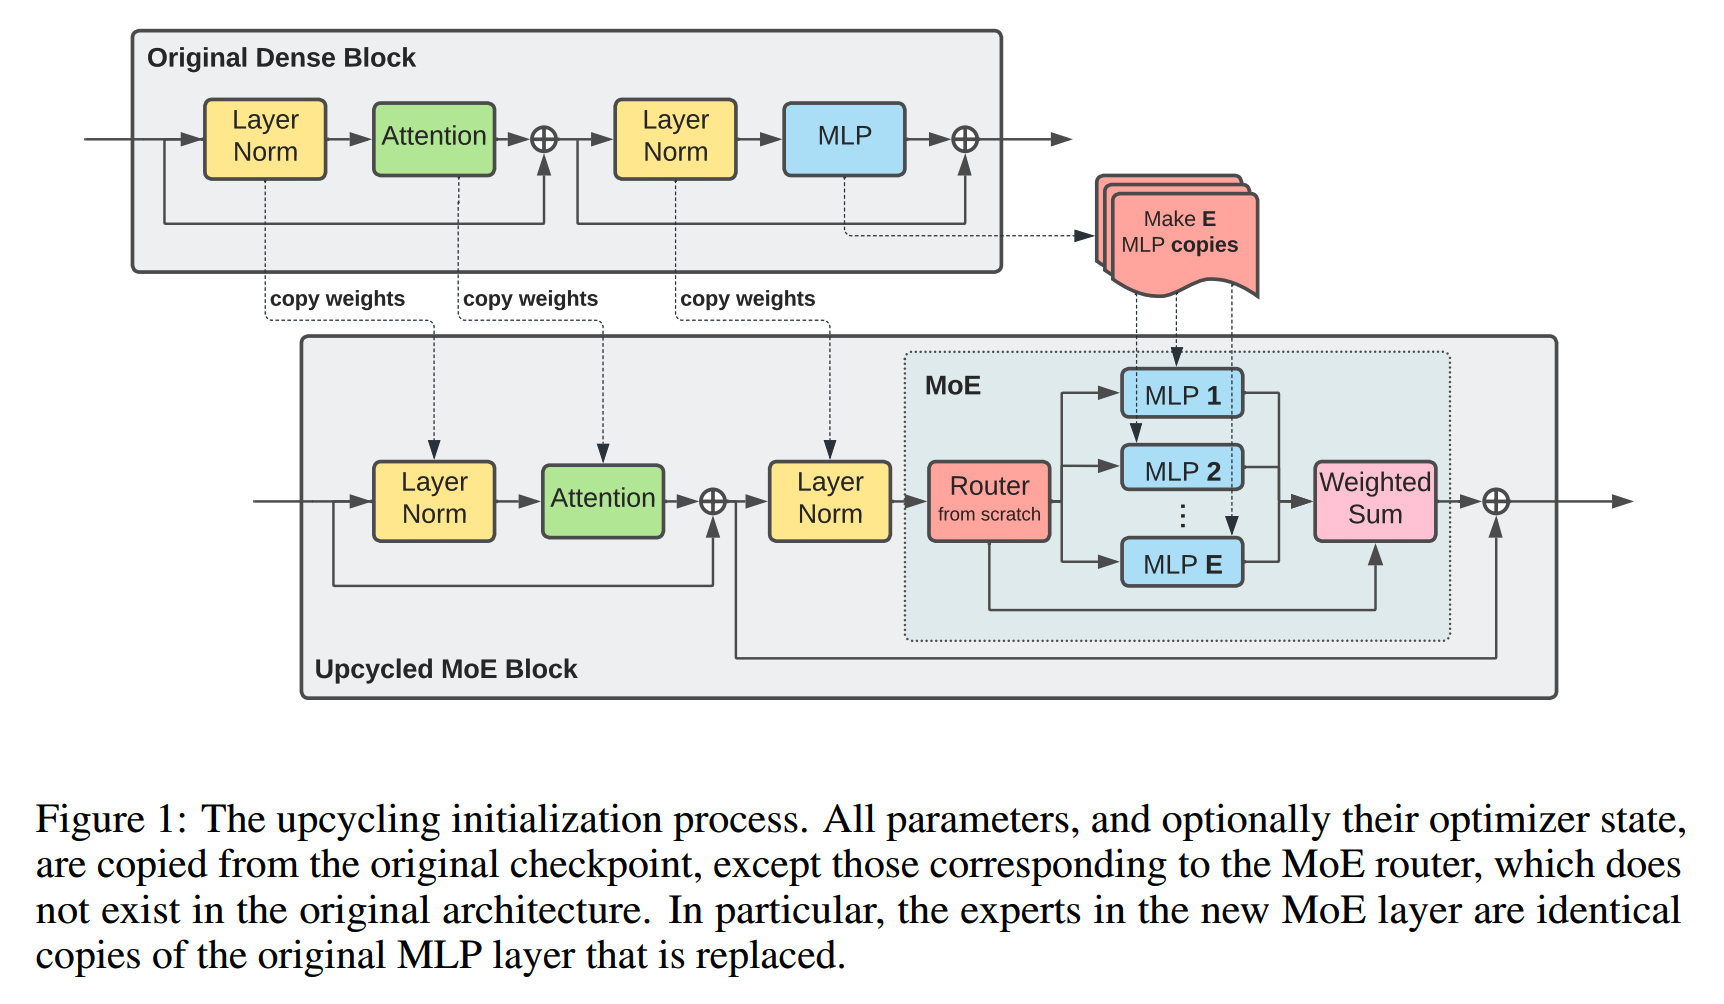 Original Dense Block
Layer
Norm
Attention
Layer
Norm
MLP
Make E
MLP copies
copy weights
copy weights
copy weights
MoE
MLP 1
MLP 2
MLP E
Layer
Norm
Attention
Layer
Norm
Router
from scratch
⋮
Weighted
Sum
Upcycled MoE Block
Figure 1: The upcycling initialization process. All parameters, and optionally their optimizer state,
are copied from the original checkpoint, except those corresponding to the MoE router, which does
not exist in the original architecture. In particular, the experts in the new MoE layer are identical
copies of the original MLP layer that is replaced.